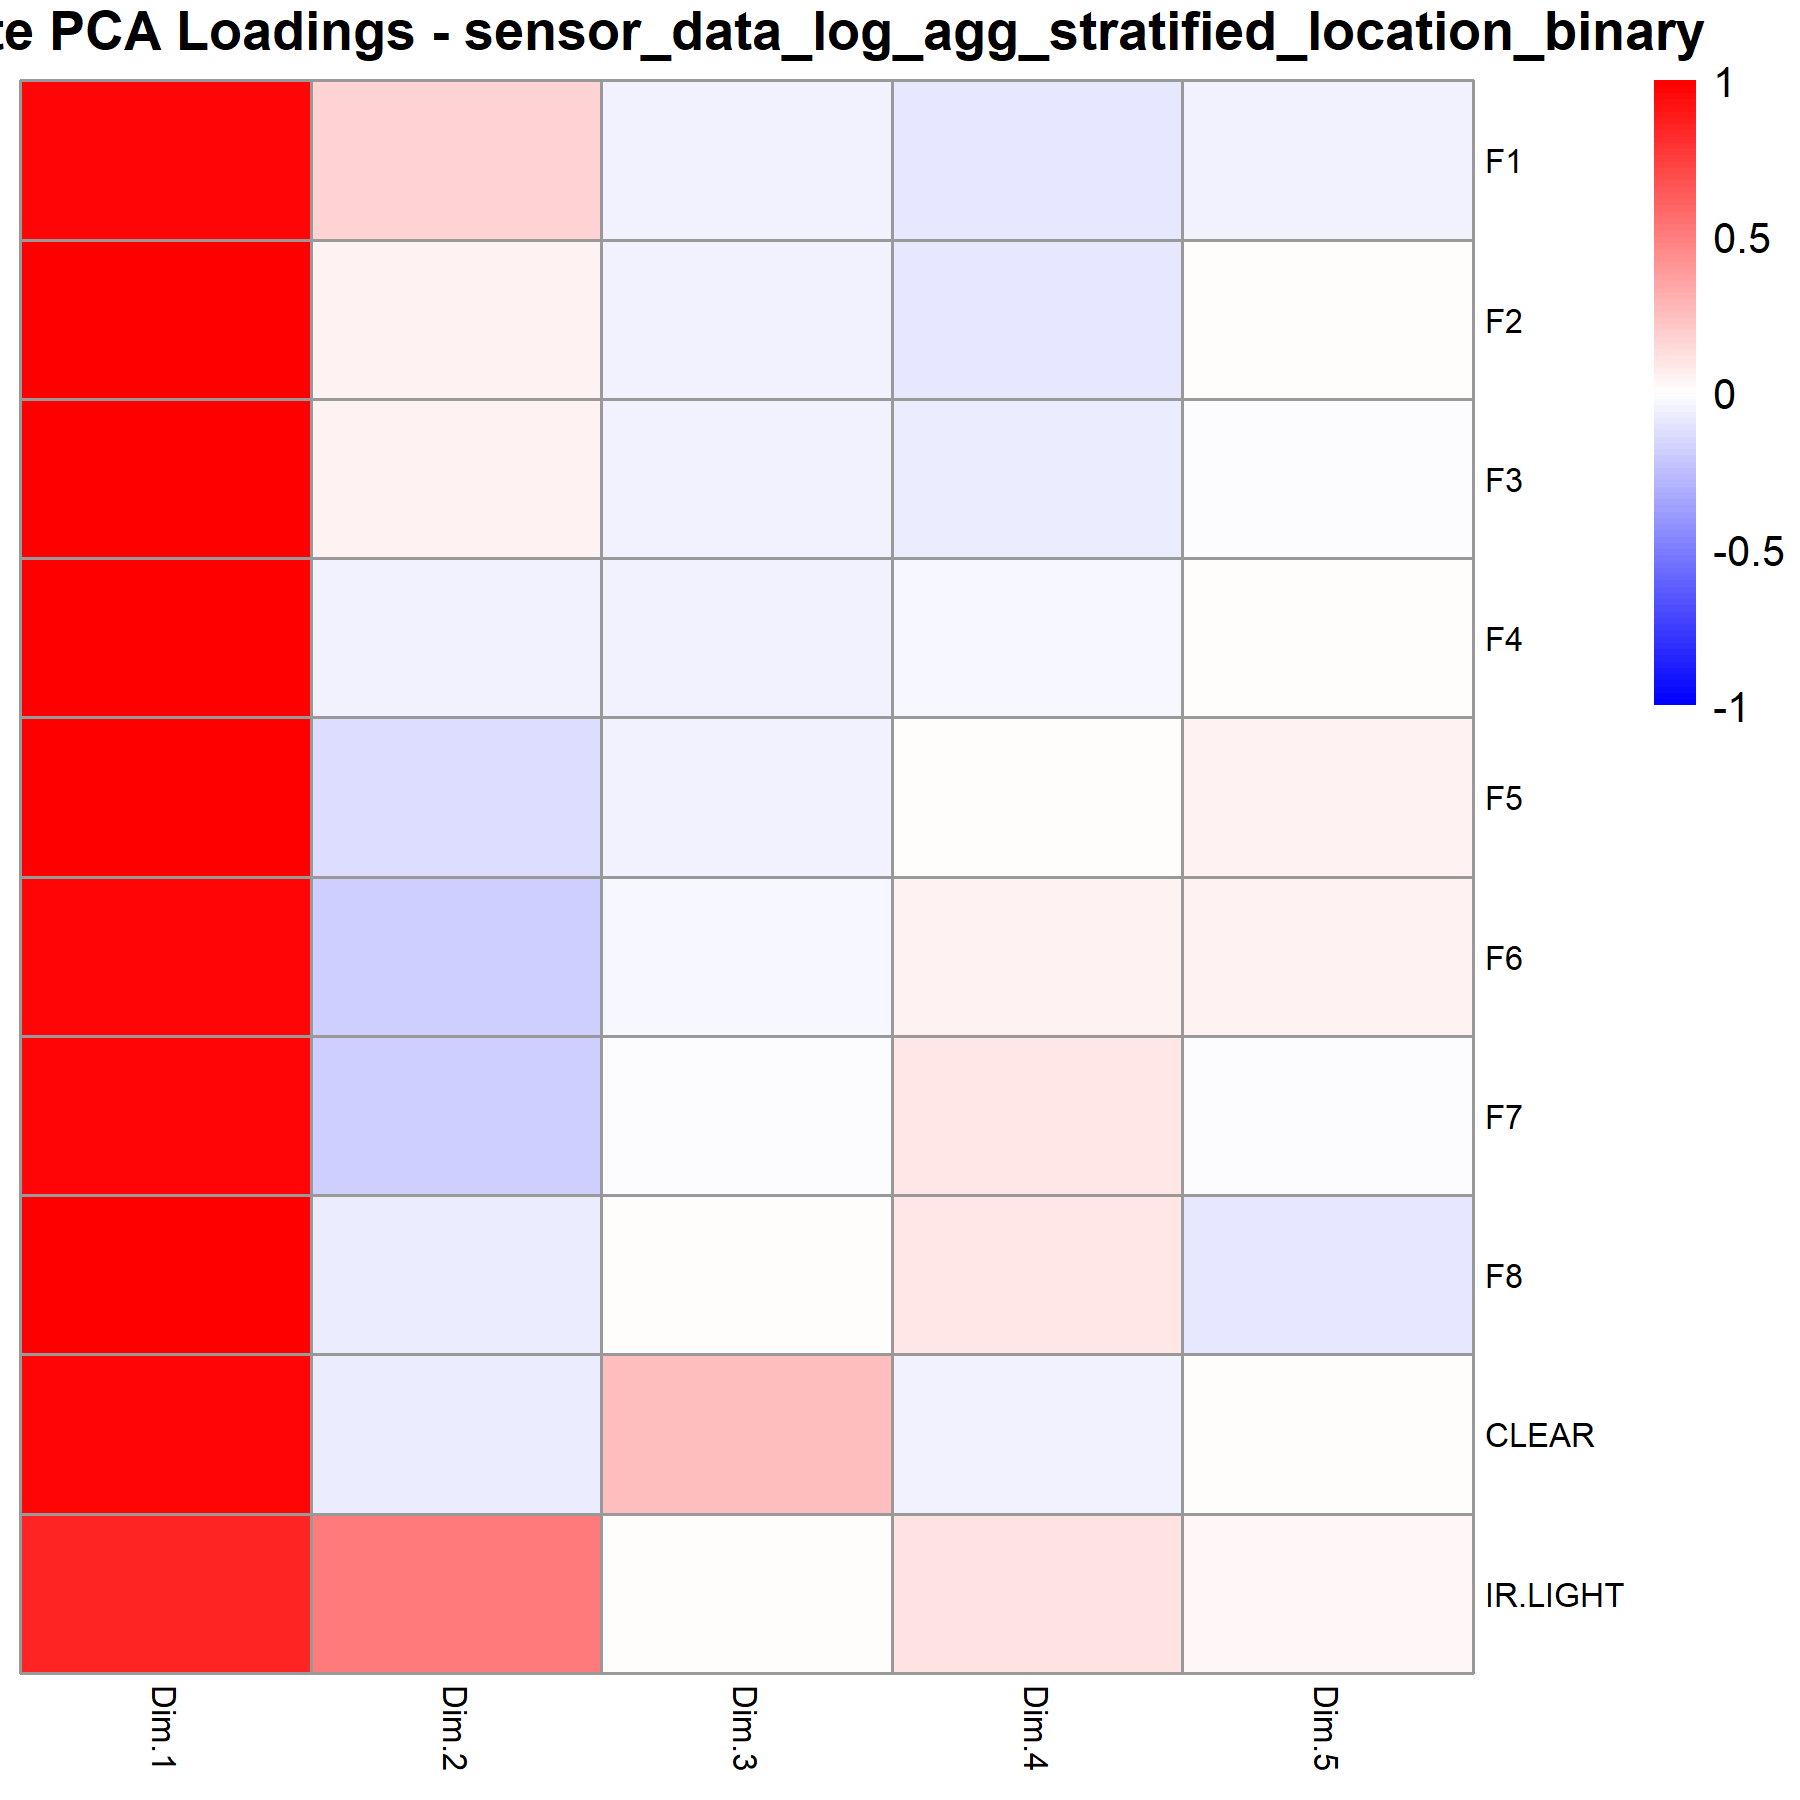 te PCA Loadings - sensor_data_log_agg_stratified_location_binary
1
0.5
0
-0.5
-1
F1
F2
F3
F4
F5
F6
F7
F8
CLEAR
IR.LIGHT
Dim.1
Dim.2
Dim.3
Dim.4
Dim.5